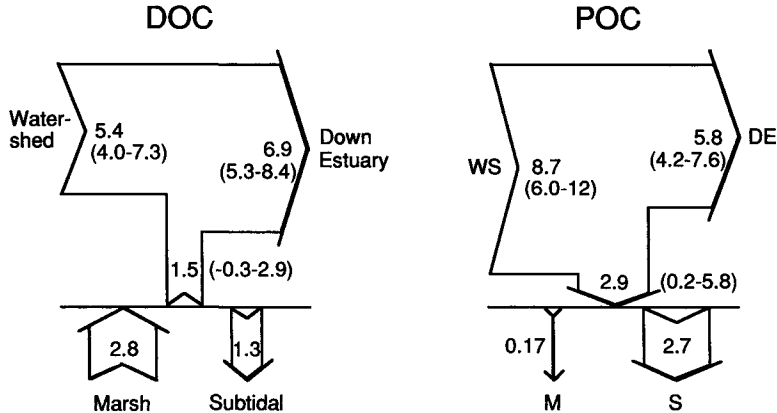 DOC
Water-
shed
5.4
(4.0-7.3)
6.9
(5.3-8.4)
Down
Estuary
1.5
(-0.3-2.9)
2.8
1.3
Marsh
Subtidal
POC
WS
8.7
(6.0-12)
5.8
(4.2-7.6)
DE
2.9
(0.2-5.8)
0.17
2.7
M
S